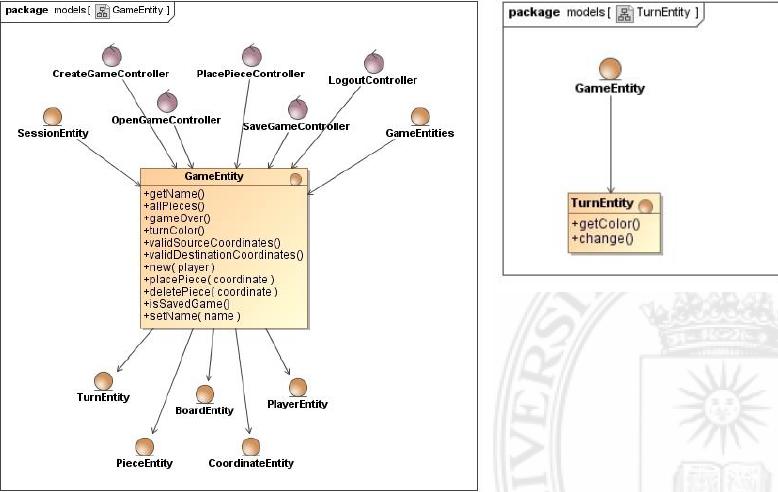 package models[ GameEntity ]
CreateGameController
PlacePieceController
LogoutController
OpenGameController
SaveGameController
SessionEntity
GameEntities
GameEntity
+getName()
+allPieces()
+gameOver()
+turnColor()
+validSourceCoordinates()
+validDestinationCoordinates()
+new( player )
+placePiece( coordinate )
+deletePiece( coordinate )
+isSavedGame()
+setName( name )
TurnEntity
BoardEntity
PlayerEntity
PieceEntity
CoordinateEntity
package models[ TurnEntity ]
GameEntity
TurnEntity
+getColor()
+change()
IVERSI